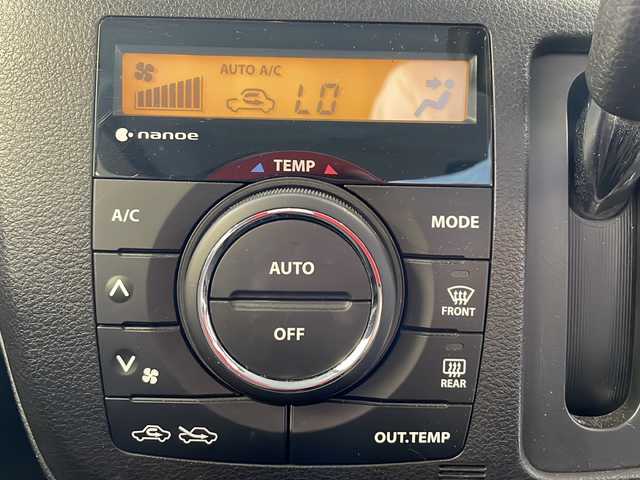 AUTO A/C
LO
nanoe
TEMP
A/C
MODE
AUTO
OFF
FRONT
REAR
OUT.TEMP